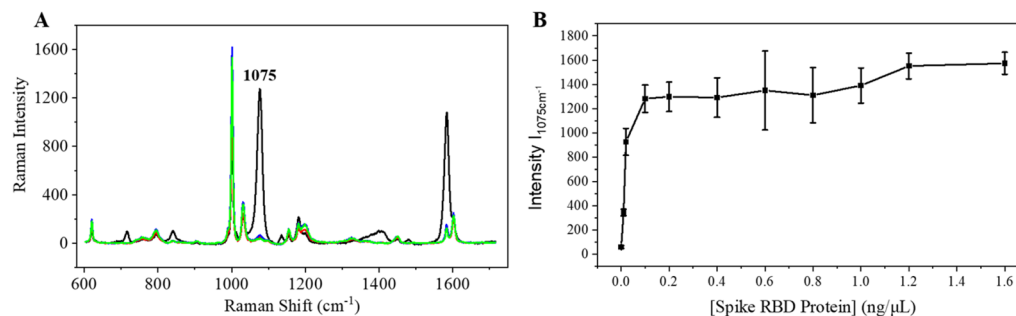 A
1075
Raman Intensity
1600
1200
800
400
0
600 800 1000 1200 1400 1600
Raman Shift (cm⁻¹)
B
Intensity I₁₀₇₅cm⁻¹
1800
1600
1400
1200
1000
800
600
400
200
0
0.0 0.2 0.4 0.6 0.8 1.0 1.2 1.4 1.6
[Spike RBD Protein] (ng/μL)